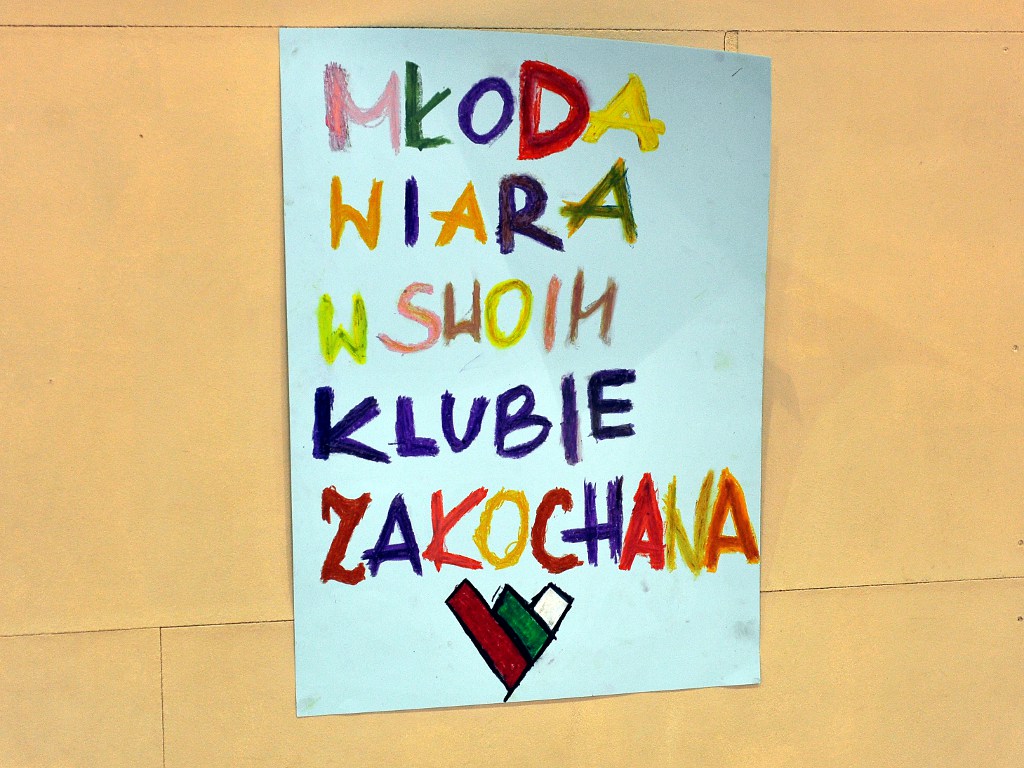 MŁODA
WIARA
W SWOIM
KLUBIE
ZAKOCHANA